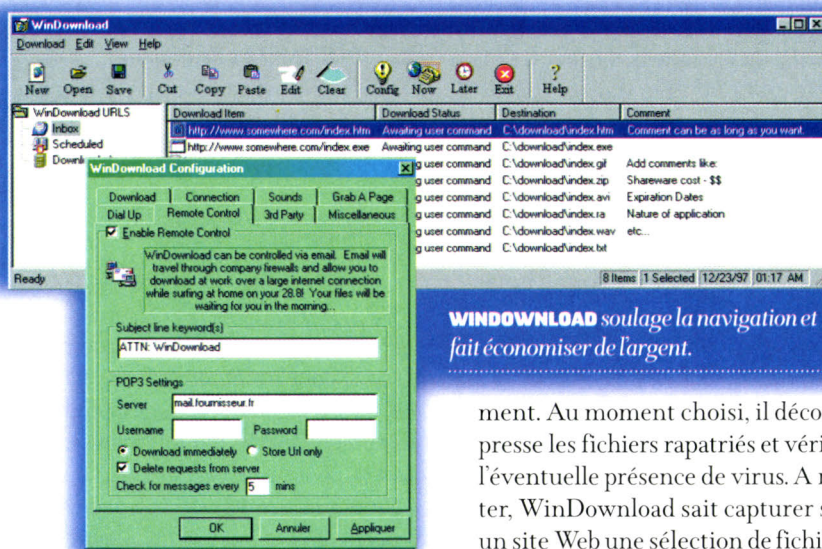 WinDownload
Download Edit View Help
New Open Save Cut Copy Paste Edit Clear Config Now Later Exit Help
WinDownload URLS
Inbox
Scheduled
Download Item Download Status Destination Comment
http://www.somewhere.com/index.htm Awaiting user command C:\download\index.htm Comment can be as long as you want.
http://www.somewhere.com/index.exe Awaiting user command C:\download\index.exe
g user command C:\download\index.gif Add comments like:
g user command C:\download\index.zip Shareware cost - $$
g user command C:\download\index.avi Expiration Dates
g user command C:\download\index.ra Nature of application
g user command C:\download\index.wav etc...
g user command C:\download\index.txt
Ready 8 Items 1 Selected 12/23/97 01:17 AM
WinDownload Configuration
Download Connection Sounds Grab A Page
Dial Up Remote Control 3rd Party Miscellaneous
Enable Remote Control
WinDownload can be controlled via email. Email will
travel through company firewalls and allow you to
download at work over a large internet connection
while surfing at home on your 28.8! Your files will be
waiting for you in the morning...
Subject line keyword(s)
ATTN: WinDownload
POP3 Settings
Server mail.fournisseur.fr
Username Password
Download immediately Store Url only
Delete requests from server
Check for messages every 5 mins
OK Annuler Appliquer
WINDOWNLOAD soulage la navigation et
fait économiser de l'argent.
ment. Au moment choisi, il déco
presse les fichiers rapatriés et véri
l'éventuelle présence de virus. A
ter, WinDownload sait capturer
un site Web une sélection de fichi